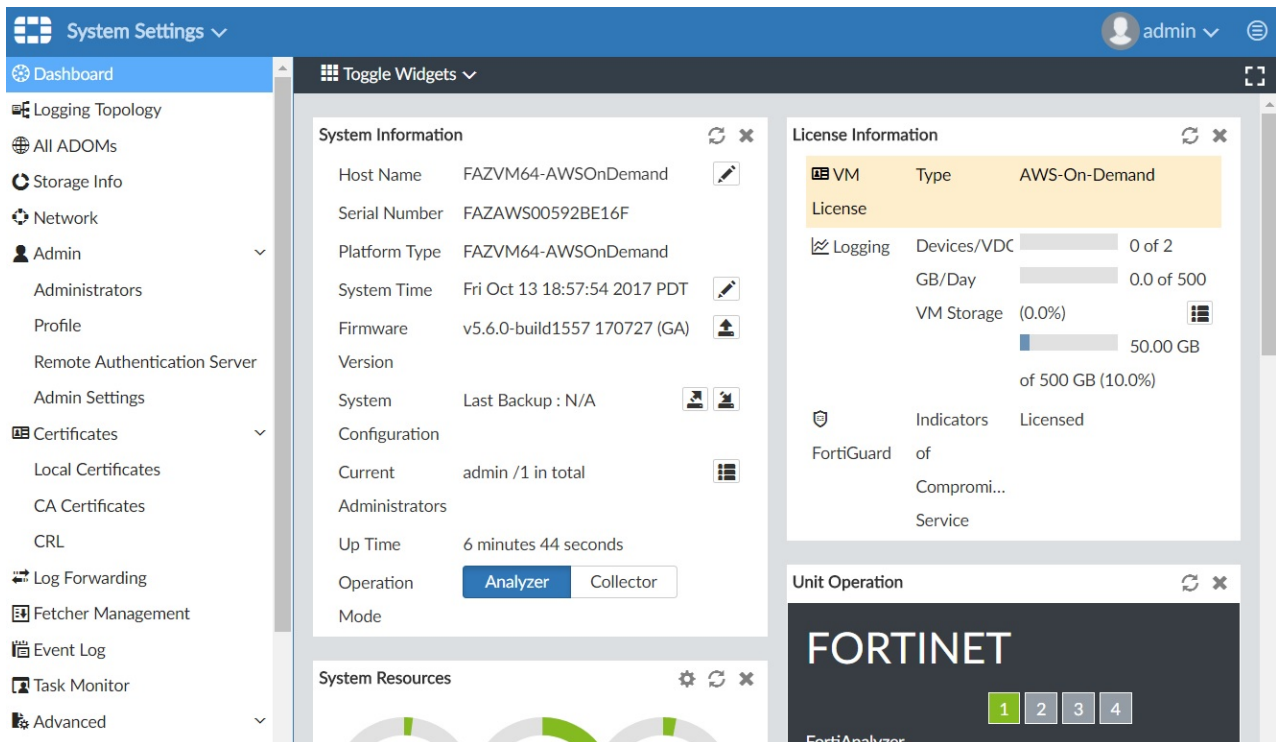 System Settings
admin
Dashboard
Logging Topology
All ADOMs
Storage Info
Network
Admin
Administrators
Profile
Remote Authentication Server
Admin Settings
Certificates
Local Certificates
CA Certificates
CRL
Log Forwarding
Fetcher Management
Event Log
Task Monitor
Advanced
Toggle Widgets
System Information
Host Name FAZVM64-AWSOnDemand
Serial Number FAZAWS00592BE16F
Platform Type FAZVM64-AWSOnDemand
System Time Fri Oct 13 18:57:54 2017 PDT
Firmware v5.6.0-build1557 170727 (GA)
Version
System Last Backup : N/A
Configuration
Current admin /1 in total
Administrators
Up Time 6 minutes 44 seconds
Operation Analyzer Collector
Mode
System Resources
License Information
VM Type AWS-On-Demand
License
Logging Devices/VDC 0 of 2
GB/Day 0.0 of 500
VM Storage (0.0%)
50.00 GB
of 500 GB (10.0%)
Indicators Licensed
FortiGuard of
Compromi...
Service
Unit Operation
FORTINET
1 2 3 4
FortiAnalyzer